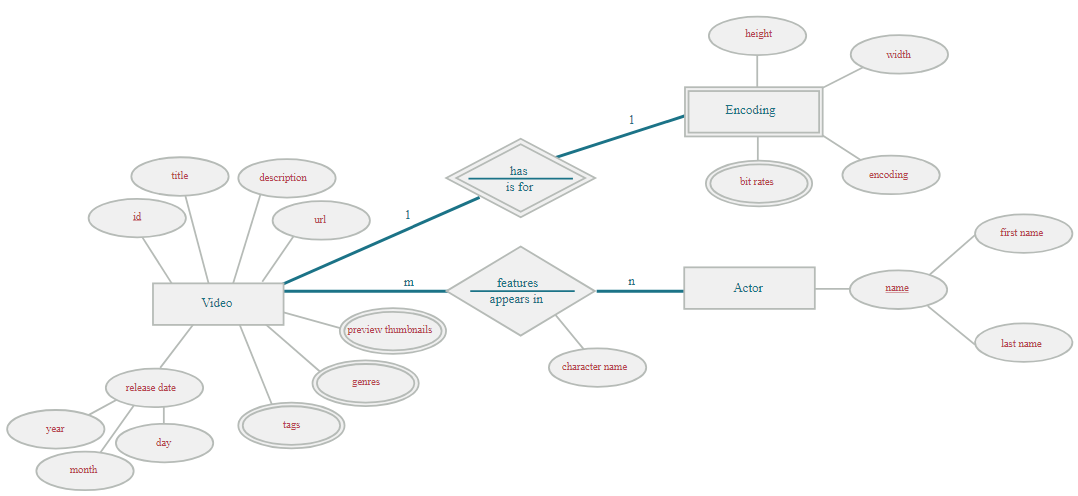 height
width
Encoding
1
has
is for
title
description
bit rates
encoding
id
url
1
first name
features
appears in
m
n
Video
Actor
name
preview thumbnails
last name
character name
release date
genres
tags
year
day
month